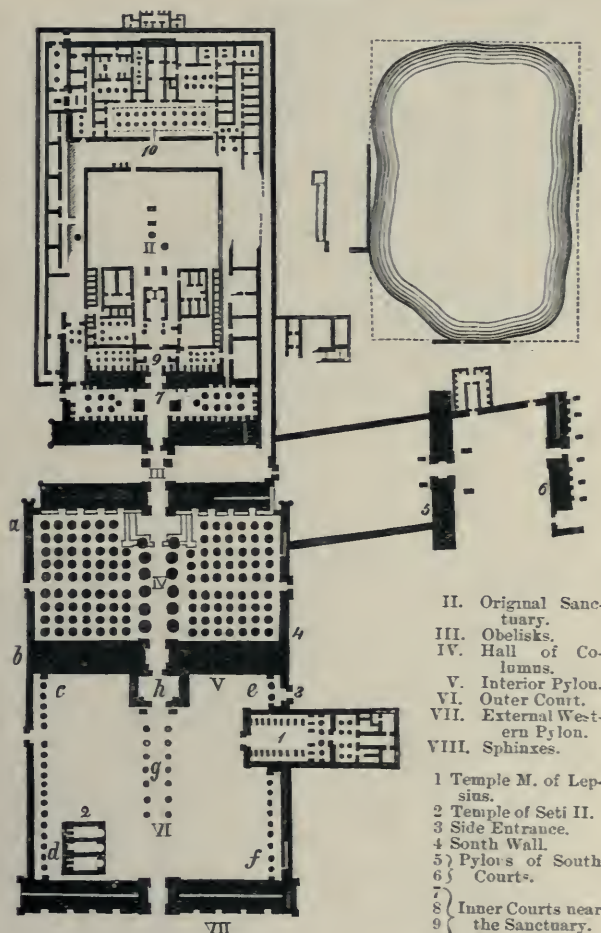 10
II
I
9
7
III
5
6
a
IV
4
b
c
h
V
e
3
1
g
VI
2
d
f
VII
II. Original Sanc-
tuary.
III. Obelisks.
IV. Hall of Co-
lumns.
V. Interior Pylon.
VI. Outer Court.
VII. External West-
ern Pylon.
VIII. Sphinxes.
1 Temple M. of Lep-
sius.
2 Temple of Seti II.
3 Side Entrance.
4 South Wall.
5 } Pylons of South
6 } Courts.
7
8 } Inner Courts near
9 } the Sanctuary.